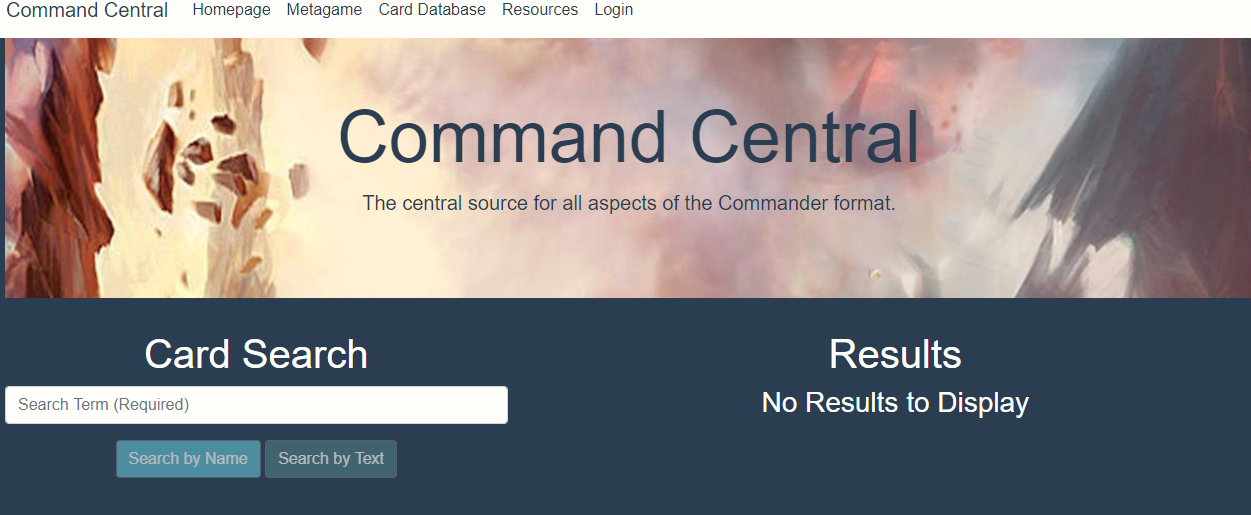 Command Central Homepage Metagame Card Database Resources Login
Command Central
The central source for all aspects of the Commander format.
Card Search
Search Term (Required)
Search by Name Search by Text
Results
No Results to Display